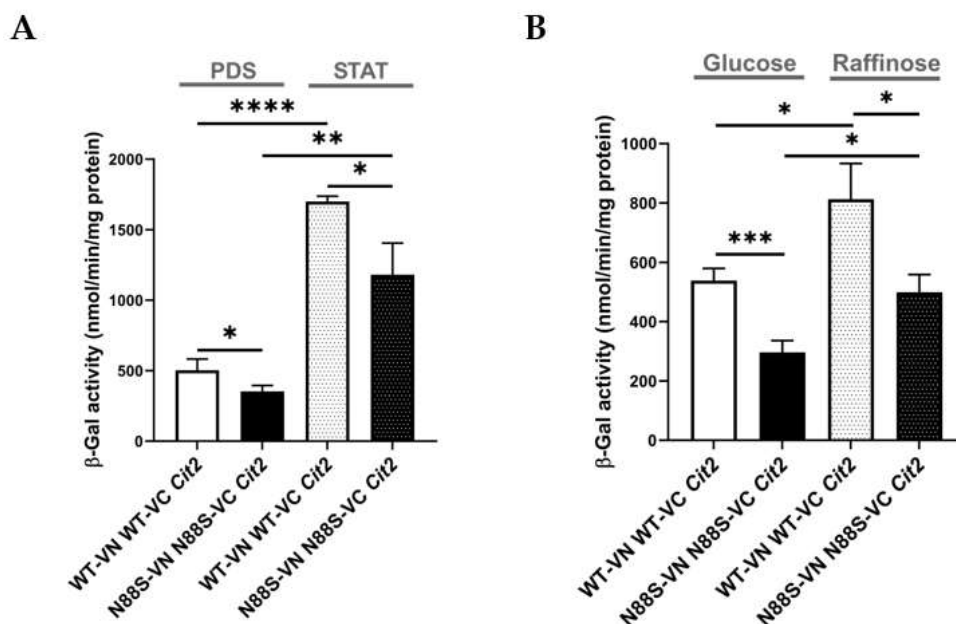 A
PDS STAT
****
**
*
*
β-Gal activity (nmol/min/mg protein)
2000
1500
1000
500
0
WT-VN WT-VC Cit2
N88S-VN N88S-VC Cit2
WT-VN WT-VC Cit2
N88S-VN N88S-VC Cit2
B
Glucose Raffinose
* *
*
***
β-Gal activity (nmol/min/mg protein)
1000
800
600
400
200
0
WT-VN WT-VC Cit2
N88S-VN N88S-VC Cit2
WT-VN WT-VC Cit2
N88S-VN N88S-VC Cit2